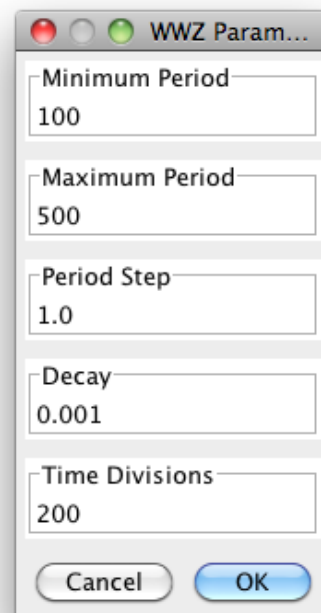 WWZ Param...
Minimum Period
100
Maximum Period
500
Period Step
1.0
Decay
0.001
Time Divisions
200
Cancel OK